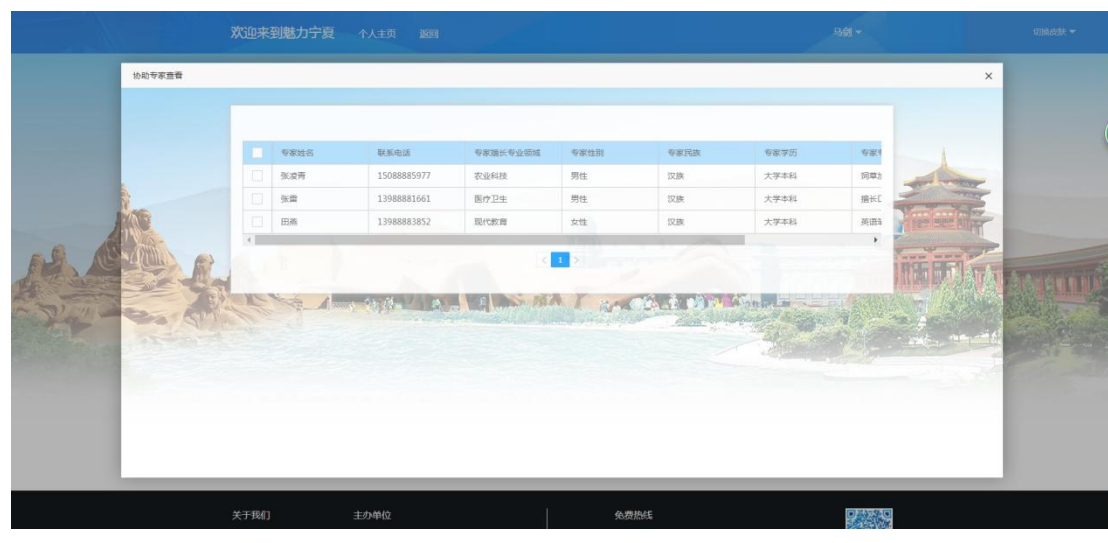 欢迎来到魅力宁夏 个人主页 返回 马剑 切换皮肤
协助专家查看 ×
专家姓名 联系电话 专家擅长专业领域 专家性别 专家民族 专家学历 专家
张凌青 15088885977 农业科技 男性 汉族 大学本科 饲草
张雷 13988881661 医疗卫生 男性 汉族 大学本科 擅长
田燕 13988883852 现代教育 女性 汉族 大学本科 英语
< 1 >
关于我们 主办单位 免费热线